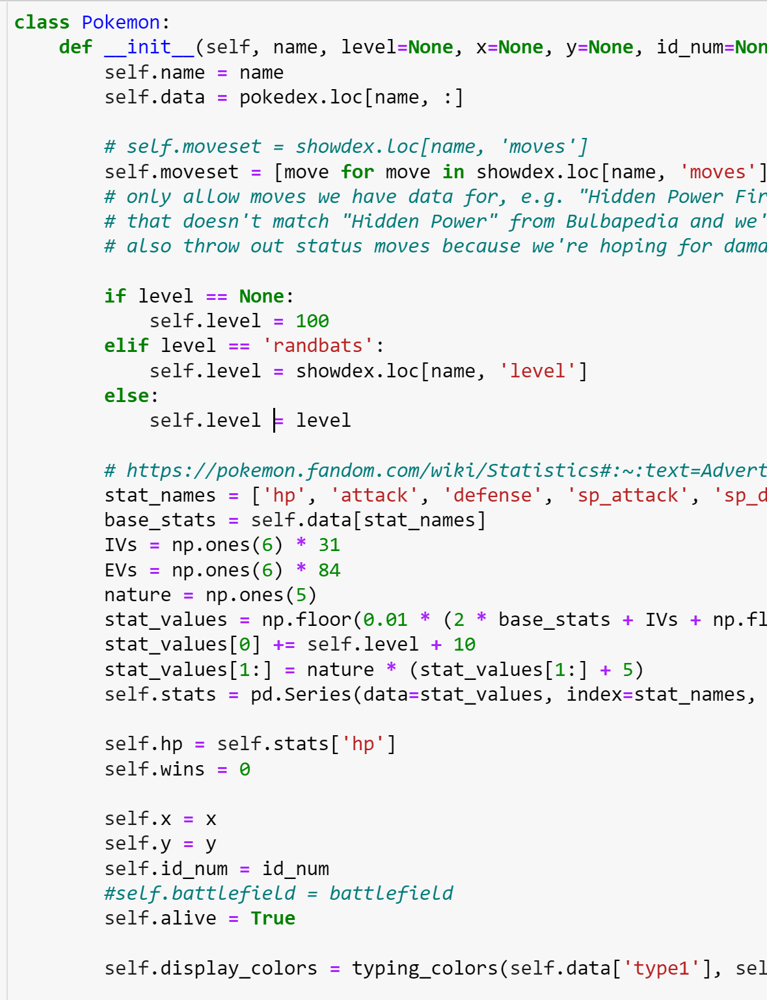 class Pokemon:
    def __init__(self, name, level=None, x=None, y=None, id_num=Non
        self.name = name
        self.data = pokedex.loc[name, :]

        # self.moveset = showdex.loc[name, 'moves']
        self.moveset = [move for move in showdex.loc[name, 'moves']
        # only allow moves we have data for, e.g. "Hidden Power Fir
        # that doesn't match "Hidden Power" from Bulbapedia and we'
        # also throw out status moves because we're hoping for dama

        if level == None:
            self.level = 100
        elif level == 'randbats':
            self.level = showdex.loc[name, 'level']
        else:
            self.level = level

        # https://pokemon.fandom.com/wiki/Statistics#:~:text=Advert
        stat_names = ['hp', 'attack', 'defense', 'sp_attack', 'sp_d
        base_stats = self.data[stat_names]
        IVs = np.ones(6) * 31
        EVs = np.ones(6) * 84
        nature = np.ones(5)
        stat_values = np.floor(0.01 * (2 * base_stats + IVs + np.fl
        stat_values[0] += self.level + 10
        stat_values[1:] = nature * (stat_values[1:] + 5)
        self.stats = pd.Series(data=stat_values, index=stat_names,

        self.hp = self.stats['hp']
        self.wins = 0

        self.x = x
        self.y = y
        self.id_num = id_num
        #self.battlefield = battlefield
        self.alive = True

        self.display_colors = typing_colors(self.data['type1'], sel